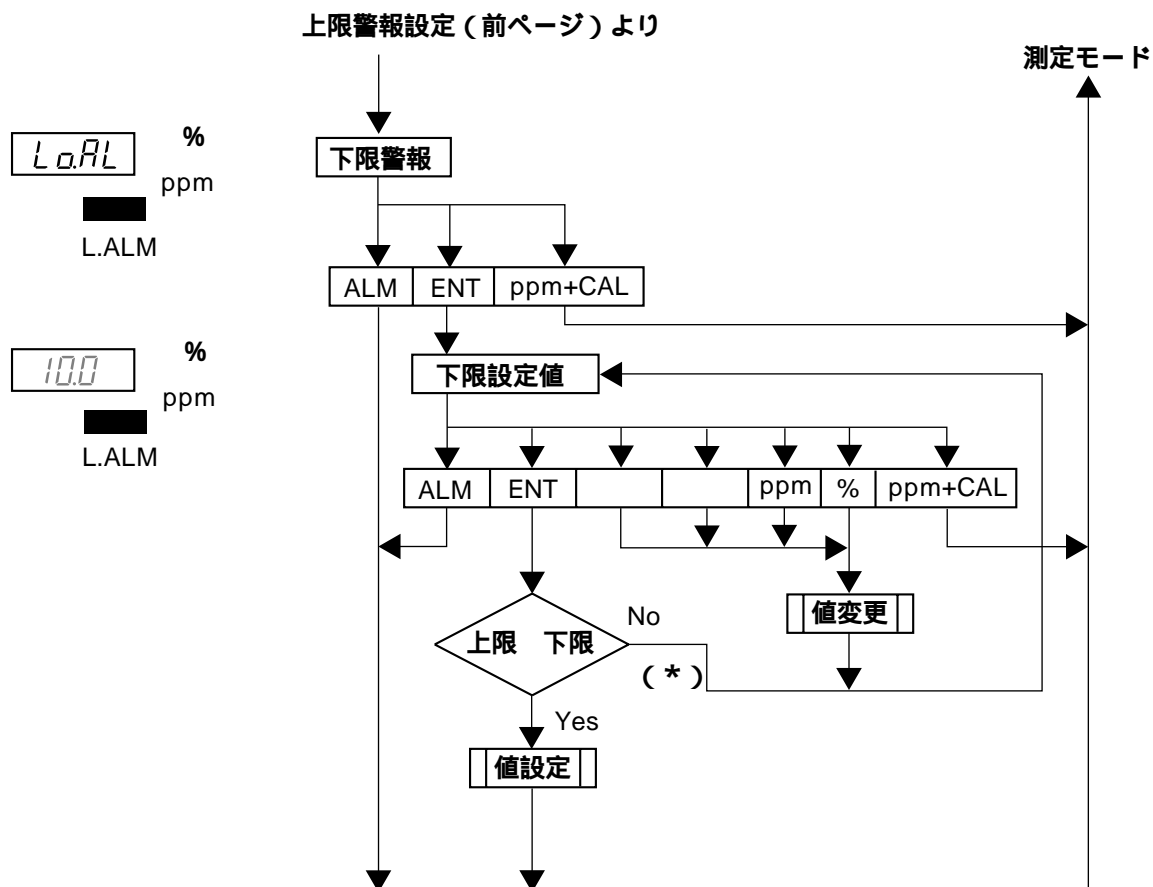 上限警報設定（前ページ）より
測定モード
Lo.AL
%
ppm
L.ALM
下限警報
ALM ENT ppm+CAL
10.0
%
ppm
L.ALM
下限設定値
ALM ENT ppm % ppm+CAL
上限 下限
No
(*)
値変更
Yes
値設定